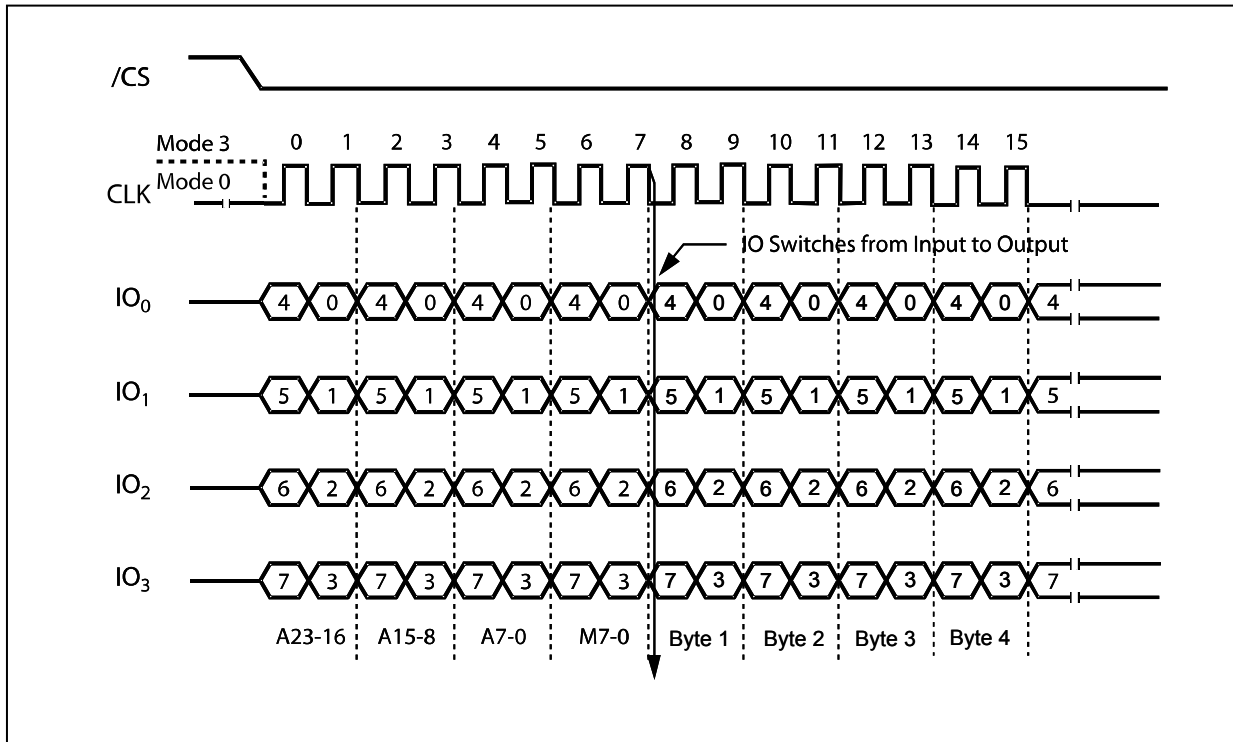 /CS
0 1 2 3 4 5 6 7 8 9 10 11 12 13 14 15
Mode 3
Mode 0
CLK
IO Switches from Input to Output
IO0 4 0 4 0 4 0 4 0 4 0 4 0 4 0 4 0 4
IO1 5 1 5 1 5 1 5 1 5 1 5 1 5 1 5 1 5
IO2 6 2 6 2 6 2 6 2 6 2 6 2 6 2 6 2 6
IO3 7 3 7 3 7 3 7 3 7 3 7 3 7 3 7 3 7
A23-16 A15-8 A7-0 M7-0 Byte 1 Byte 2 Byte 3 Byte 4